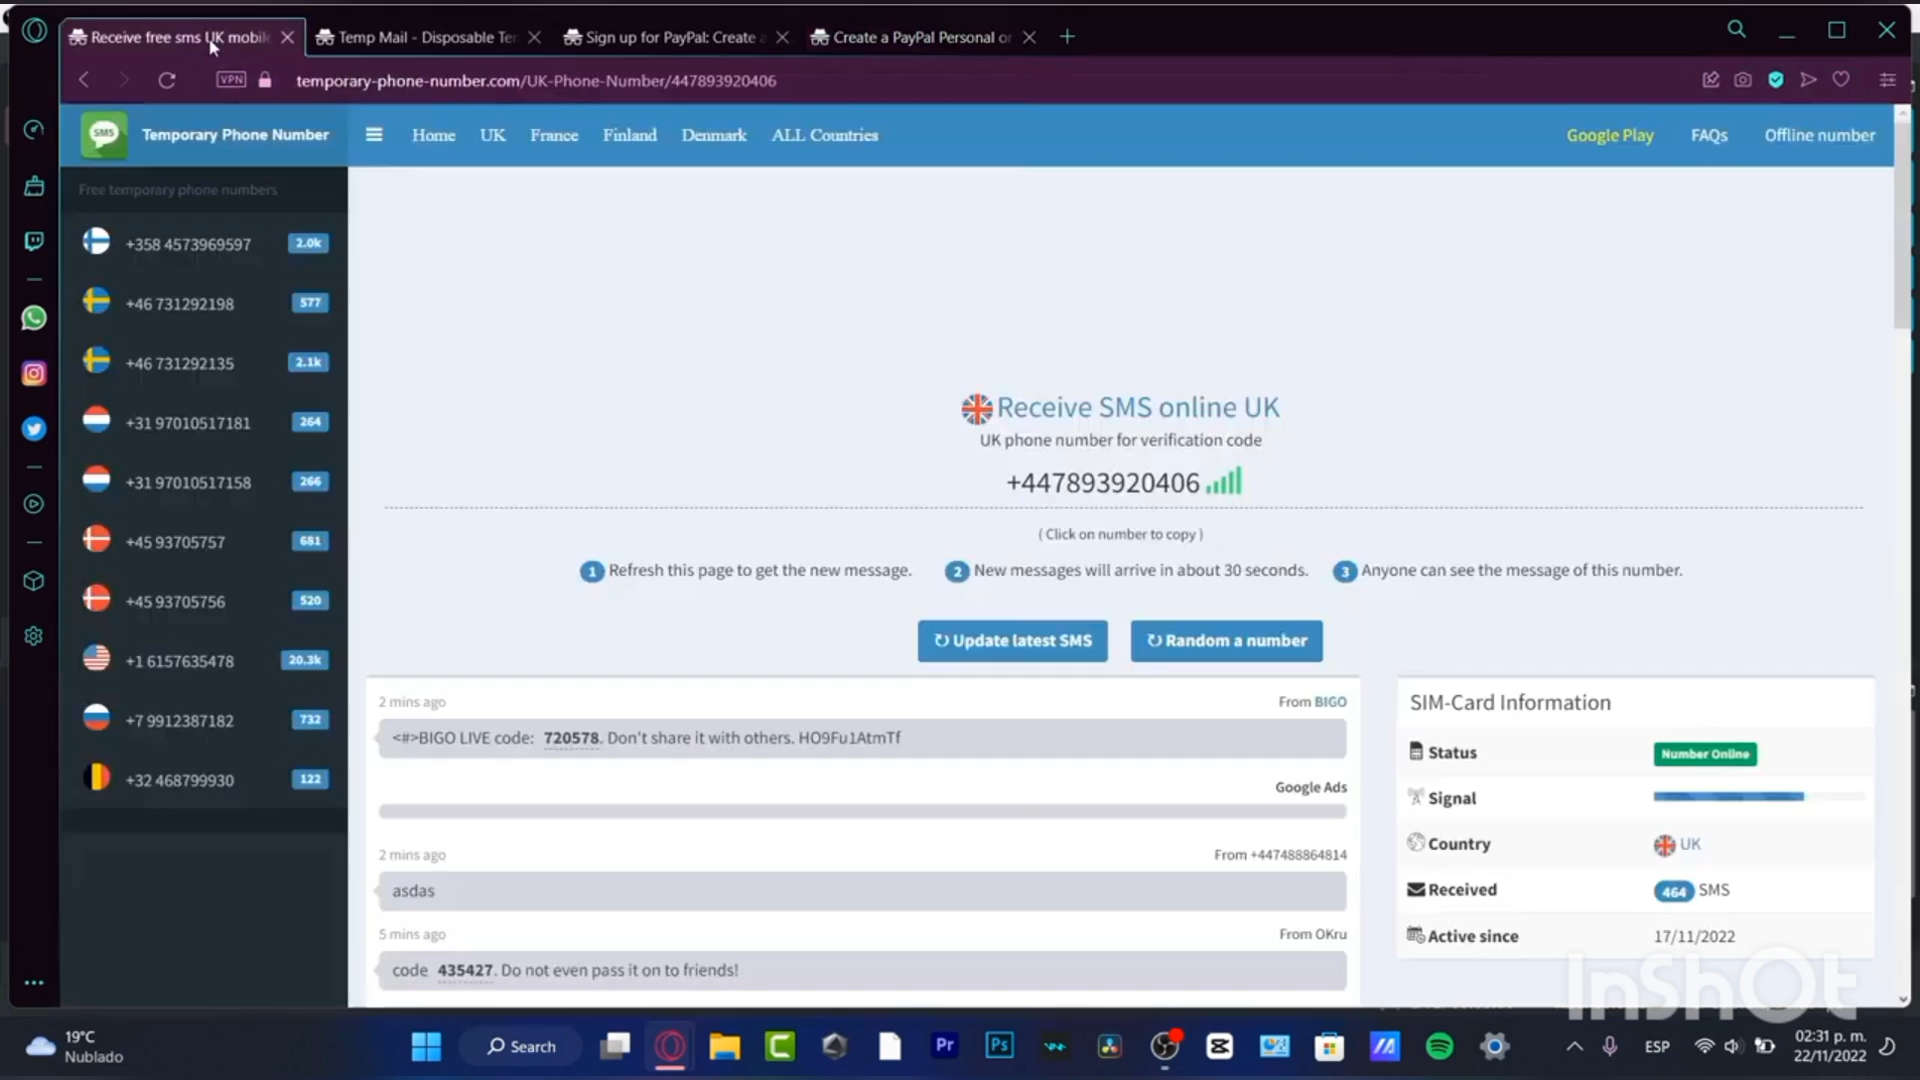 Receive free sms UK mobil
Temp Mail - Disposable Te
Sign up for PayPal: Create a
Create a PayPal Personal or
VPN
temporary-phone-number.com/UK-Phone-Number/447893920406
SMS
Temporary Phone Number
Home
UK
France
Finland
Denmark
ALL Countries
Google Play
FAQs
Offline number
Free temporary phone numbers
+358 4573969597 2.0k
+46 731292198 577
+46 731292135 2.1k
+31 97010517181 264
+31 97010517158 266
+45 93705757 681
+45 93705756 520
+1 6157635478 20.3k
+7 9912387182 732
+32 468799930 122
Receive SMS online UK
UK phone number for verification code
+447893920406
( Click on number to copy )
1 Refresh this page to get the new message.
2 New messages will arrive in about 30 seconds.
3 Anyone can see the message of this number.
Update latest SMS
Random a number
2 mins ago
From BIGO
<#>BIGO LIVE code: 720578. Don't share it with others. HO9Fu1AtmTf
Google Ads
2 mins ago
From +447488864814
asdas
5 mins ago
From OKru
code 435427. Do not even pass it on to friends!
SIM-Card Information
Status Number Online
Signal
Country UK
Received 464 SMS
Active since 17/11/2022
InShOt
19°C
Nublado
Search
Pr
Ps
ESP
02:31 p. m.
22/11/2022